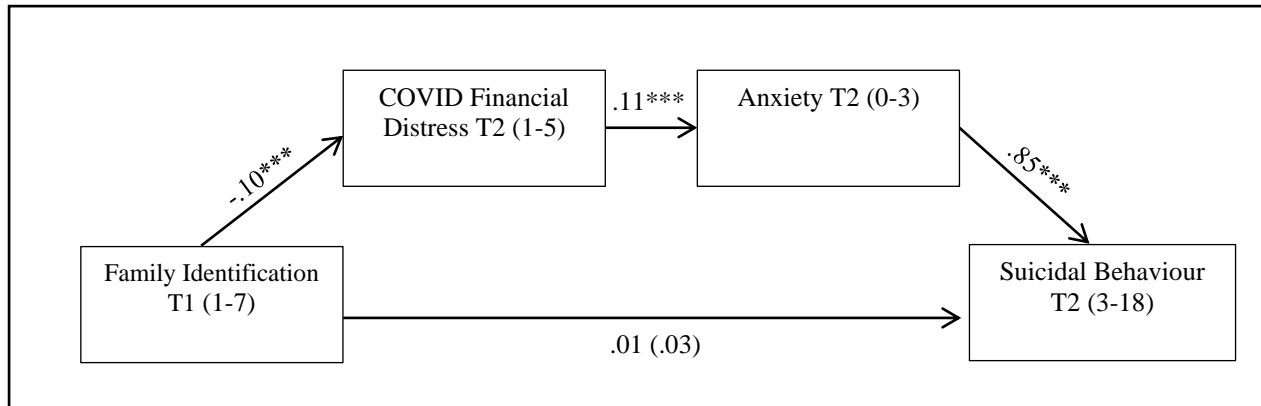 COVID Financial
Distress T2 (1-5)
.11***
Anxiety T2 (0-3)
-.10***
.85***
Family Identification
T1 (1-7)
Suicidal Behaviour
T2 (3-18)
.01 (.03)